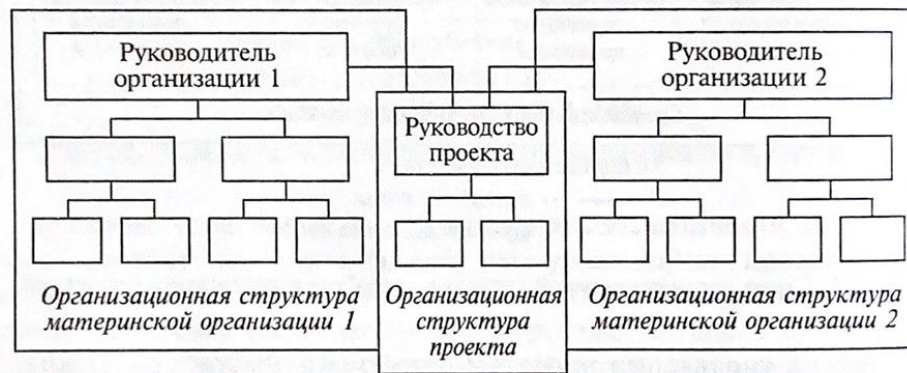 Руководитель
организации 1
Руководитель
организации 2
Руководство
проекта
Организационная структура
материнской организации 1
Организационная
структура
проекта
Организационная структура
материнской организации 2